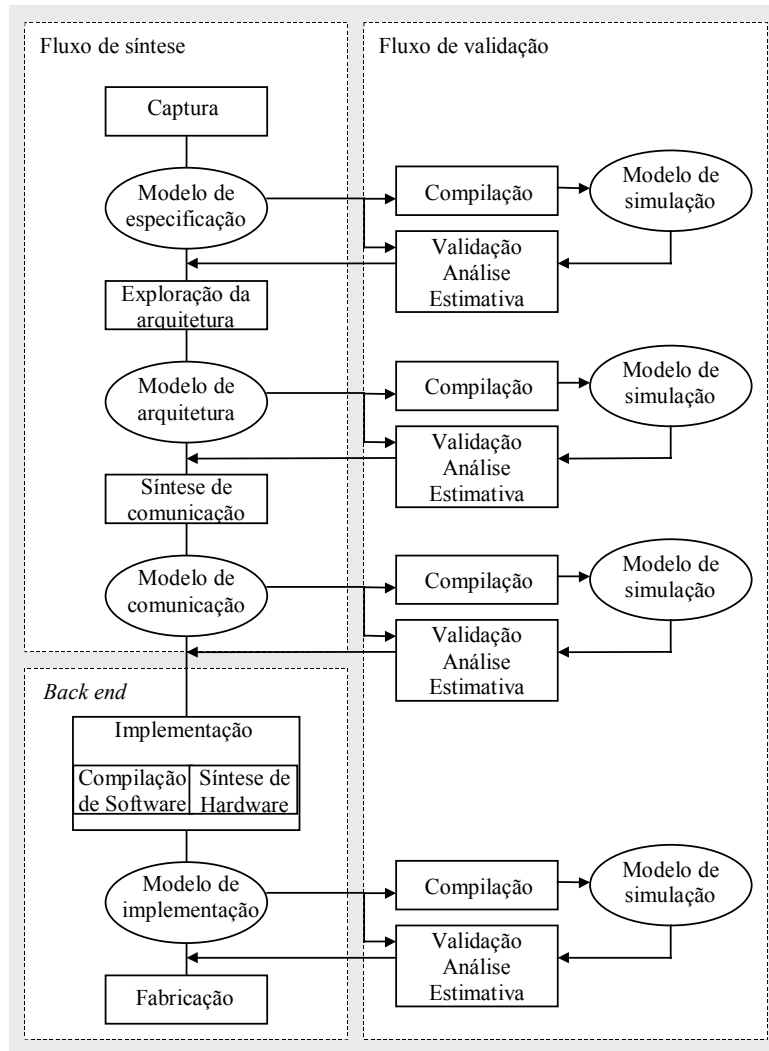 Fluxo de síntese
Fluxo de validação
Captura
Modelo de
especificação
Compilação
Modelo de
simulação
Validação
Análise
Estimativa
Exploração da
arquitetura
Modelo de
arquitetura
Compilação
Modelo de
simulação
Validação
Análise
Estimativa
Síntese de
comunicação
Modelo de
comunicação
Compilação
Modelo de
simulação
Validação
Análise
Estimativa
Back end
Implementação
Compilação
de Software
Síntese de
Hardware
Modelo de
implementação
Compilação
Modelo de
simulação
Validação
Análise
Estimativa
Fabricação